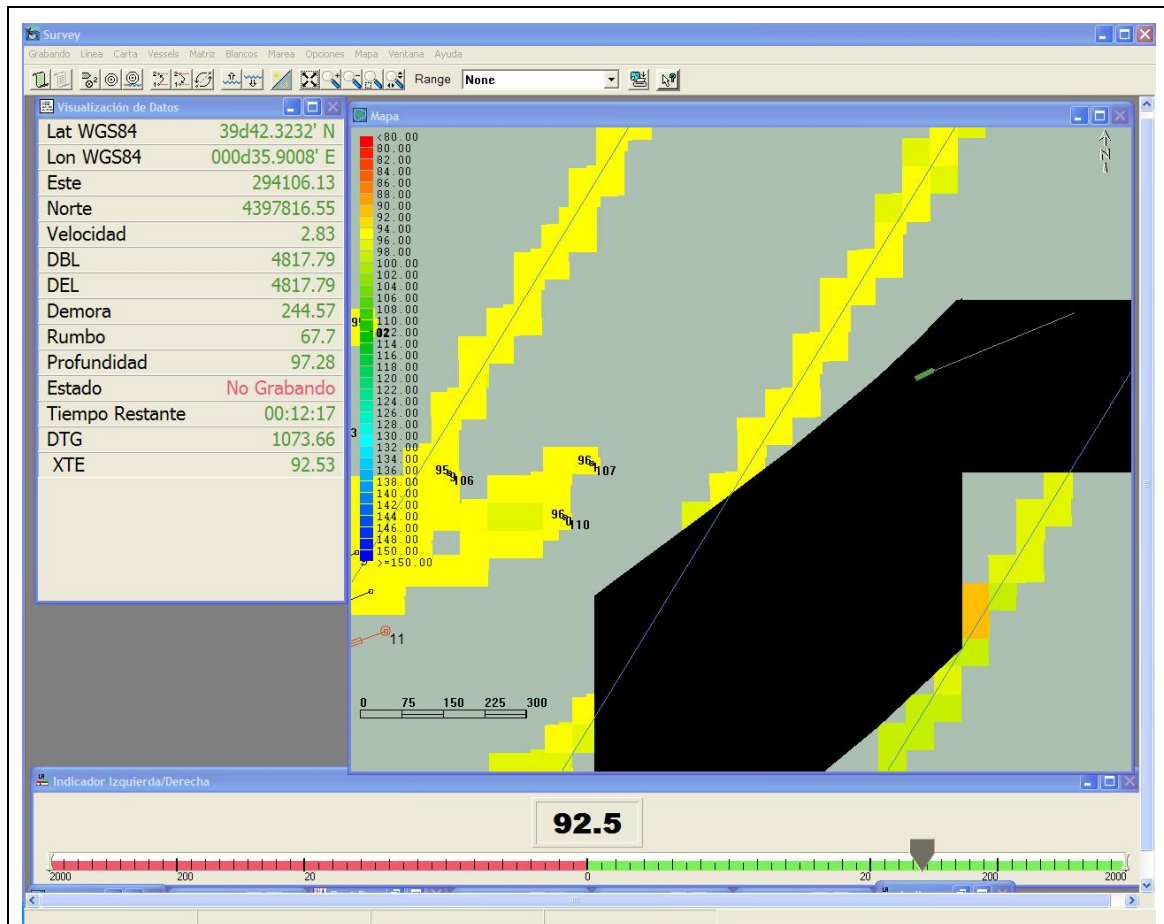 Survey
Grabando Linea Carta Vessels Matriz Blancos Marea Opciones Mapa Ventana Ayuda
Range None
Visualización de Datos
Lat WGS84 39d42.3232' N
Lon WGS84 000d35.9008' E
Este 294106.13
Norte 4397816.55
Velocidad 2.83
DBL 4817.79
DEL 4817.79
Demora 244.57
Rumbo 67.7
Profundidad 97.28
Estado No Grabando
Tiempo Restante 00:12:17
DTG 1073.66
XTE 92.53
Mapa
N
<80.00
80.00
82.00
84.00
86.00
88.00
90.00
92.00
94.00
96.00
98.00
100.00
102.00
104.00
106.00
108.00
110.00
112.00
114.00
116.00
118.00
120.00
122.00
124.00
126.00
128.00
130.00
132.00
134.00
136.00
138.00
140.00
142.00
144.00
146.00
148.00
150.00
>=150.00
106
107
110
11
0 75 150 225 300
Indicador Izquierda/Derecha
92.5
2000 200 20 0 20 200 2000